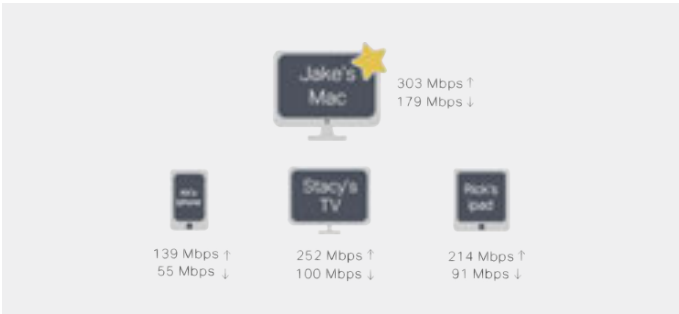 Jake's
Mac
303 Mbps ↑
179 Mbps ↓
iphone
Stacy's
TV
Rick's
ipad
139 Mbps ↑
55 Mbps ↓
252 Mbps ↑
100 Mbps ↓
214 Mbps ↑
91 Mbps ↓